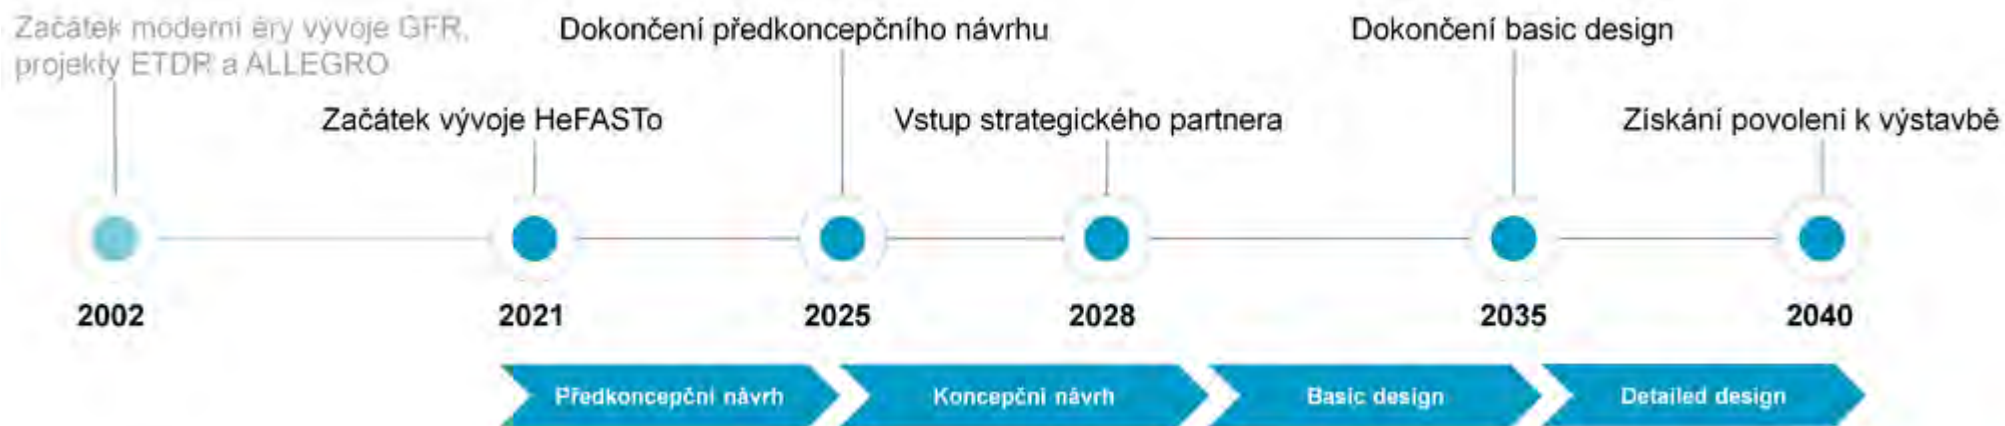 Začátek moderní éry vývoje GFR,
projekty ETDR a ALLEGRO
Dokončení předkoncepčního návrhu
Dokončení basic design
Začátek vývoje HeFASTo
Vstup strategického partnera
Získání povolení k výstavbě
2002
2021
2025
2028
2035
2040
Předkoncepční návrh
Koncepční návrh
Basic design
Detailed design